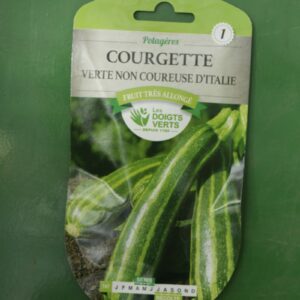 Potagères
1
COURGETTE
VERTE NON COUREUSE D'ITALIE
FRUIT TRÈS ALLONGÉ
Les
DOIGTS
VERTS
J F M A M J J A S O N D